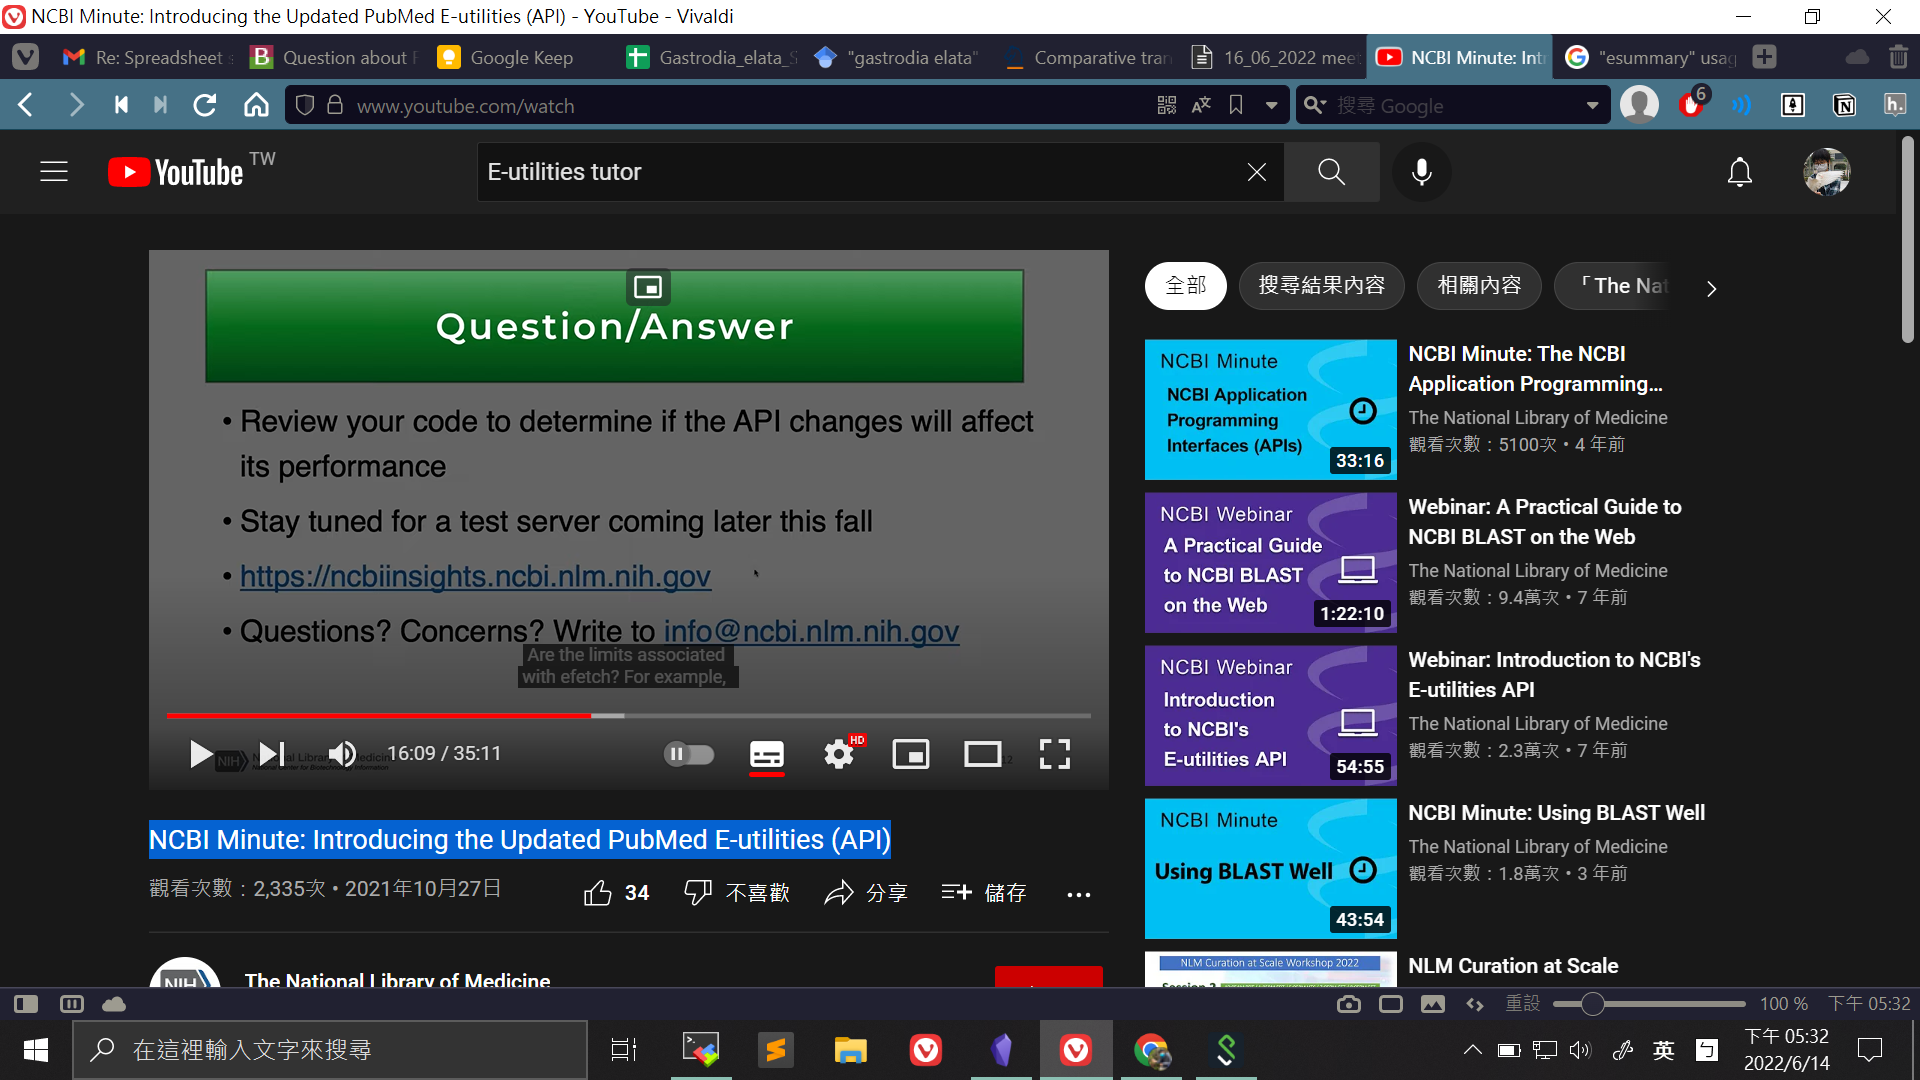 NCBI Minute: Introducing the Updated PubMed E-utilities (API) - YouTube - Vivaldi
Re: Spreadsheet
Question about
Google Keep
Gastrodia_elata_S
"gastrodia elata"
Comparative tran
16_06_2022 meet
NCBI Minute: Intr
"esummary" usag
www.youtube.com/watch
搜尋 Google
6
YouTube TW
E-utilities tutor
Question/Answer
• Review your code to determine if the API changes will affect
its performance
• Stay tuned for a test server coming later this fall
• https://ncbiinsights.ncbi.nlm.nih.gov
• Questions? Concerns? Write to info@ncbi.nlm.nih.gov
Are the limits associated
with efetch? For example,
NIH
16:09 / 35:11
HD
12
NCBI Minute: Introducing the Updated PubMed E-utilities (API)
觀看次數：2,335次 • 2021年10月27日
34
不喜歡
分享
儲存
NIH
The National Library of Medicine
全部
搜尋結果內容
相關內容
「The Nat
NCBI Minute
NCBI Application
Programming
Interfaces (APIs)
33:16
NCBI Minute: The NCBI
Application Programming...
The National Library of Medicine
觀看次數：5100次 • 4 年前
NCBI Webinar
A Practical Guide
to NCBI BLAST
on the Web
1:22:10
Webinar: A Practical Guide to
NCBI BLAST on the Web
The National Library of Medicine
觀看次數：9.4萬次 • 7 年前
NCBI Webinar
Introduction
to NCBI's
E-utilities API
54:55
Webinar: Introduction to NCBI's
E-utilities API
The National Library of Medicine
觀看次數：2.3萬次 • 7 年前
NCBI Minute
Using BLAST Well
43:54
NCBI Minute: Using BLAST Well
The National Library of Medicine
觀看次數：1.8萬次 • 3 年前
NLM Curation at Scale Workshop 2022
NLM Curation at Scale
重設
100 %
下午 05:32
在這裡輸入文字來搜尋
英
ㄅ
下午 05:32
2022/6/14